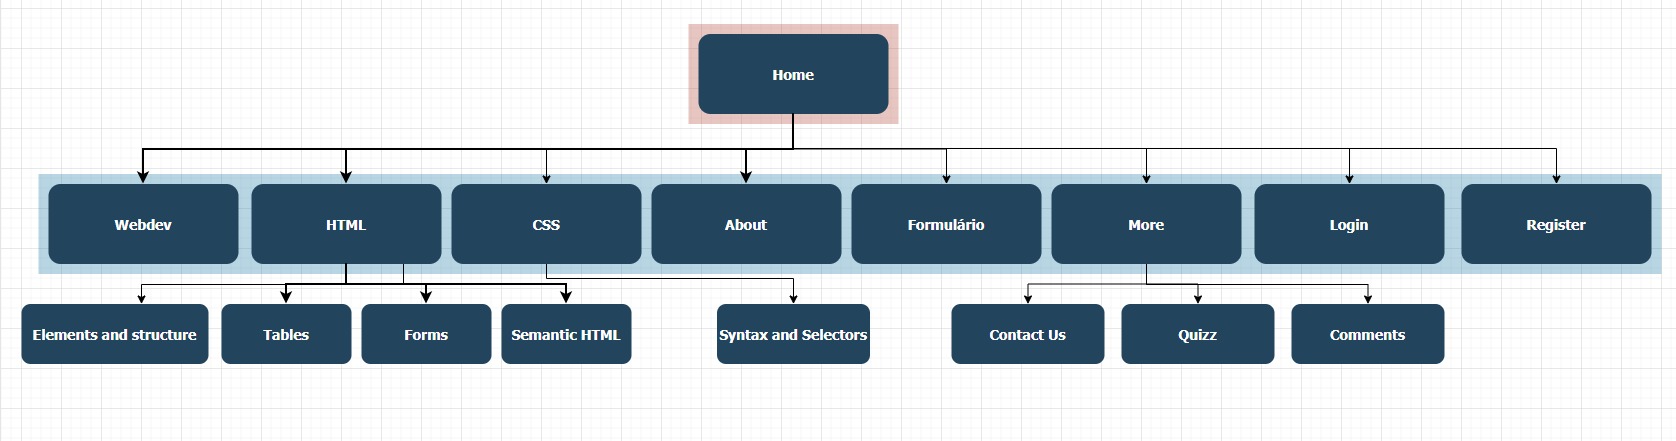 Home
Webdev
HTML
CSS
About
Formulário
More
Login
Register
Elements and structure
Tables
Forms
Semantic HTML
Syntax and Selectors
Contact Us
Quizz
Comments